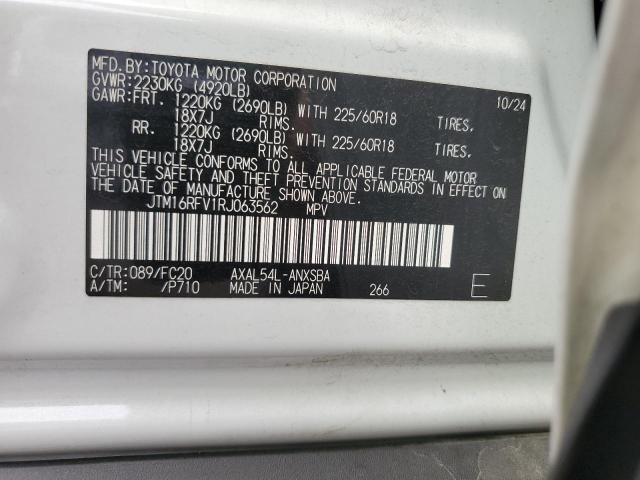 MFD. BY:TOYOTA MOTOR CORPORATION 10/24
GVWR:2230KG (4920LB)
GAWR:FRT. 1220KG (2690LB) WITH 225/60R18 TIRES.
18X7J RIMS.
RR. 1220KG (2690LB) WITH 225/60R18 TIRES.
18X7J RIMS.
THIS VEHICLE CONFORMS TO ALL APPLICABLE FEDERAL MOTOR
VEHICLE SAFETY AND THEFT PREVENTION STANDARDS IN EFFECT ON
THE DATE OF MANUFACTURE SHOWN ABOVE.
JTM16RFV1RJ063562 MPV
C/TR:089/FC20 AXAL54L-ANXSBA
A/TM: /P710 MADE IN JAPAN 266 E